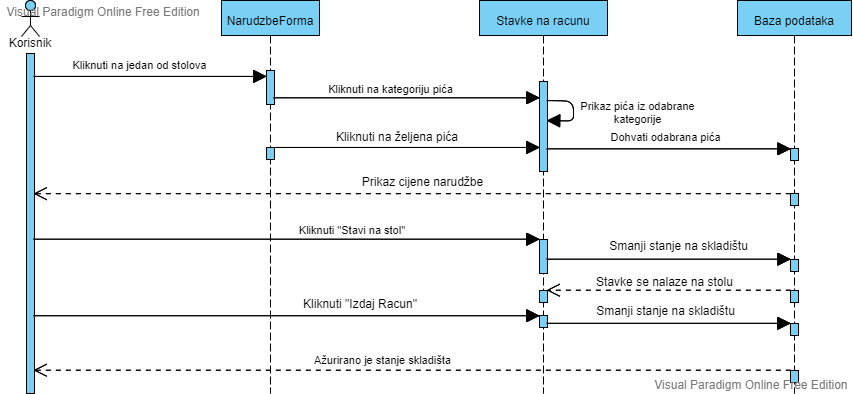 Visual Paradigm Online Free Edition
Korisnik
NarudzbeForma
Stavke na racunu
Baza podataka
Kliknuti na jedan od stolova
Kliknuti na kategoriju pića
Prikaz pića iz odabrane
kategorije
Kliknuti na željena pića
Dohvati odabrana pića
Prikaz cijene narudžbe
Kliknuti "Stavi na stol"
Smanji stanje na skladištu
Stavke se nalaze na stolu
Kliknuti "Izdaj Racun"
Smanji stanje na skladištu
Ažurirano je stanje skladišta
Visual Paradigm Online Free Edition